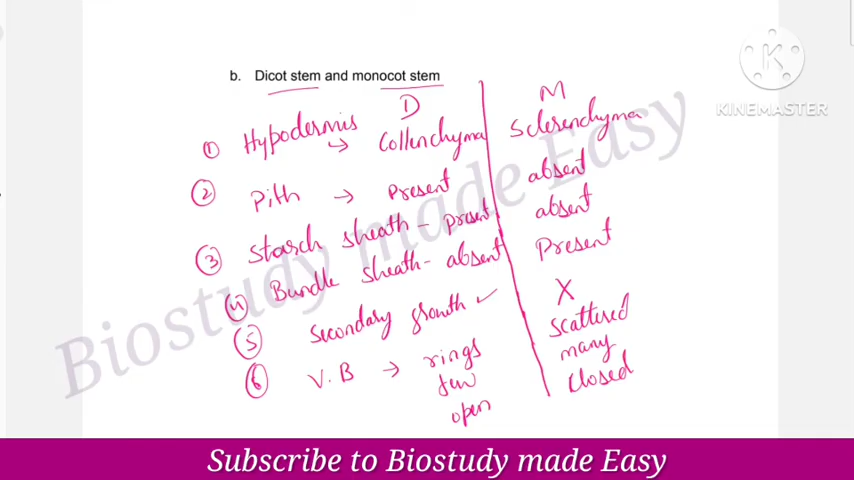 b. Dicot stem and monocot stem
D M
① Hypodermis → Collenchyma Sclerenchyma
② Pith → Present absent
③ Starch sheath - present absent
④ Bundle sheath - absent Present
⑤ Secondary growth ✓ X
⑥ V.B → rings scattered
few many
open closed
KINEMASTER
Biostudy made Easy
Subscribe to Biostudy made Easy